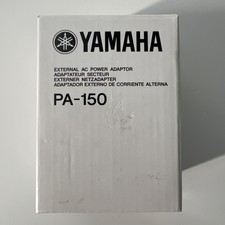 YAMAHA
EXTERNAL AC POWER ADAPTOR
ADAPTATEUR SECTEUR
EXTERNER NETZADAPTER
ADAPTADOR EXTERNO DE CORRIENTE ALTERNA
PA-150